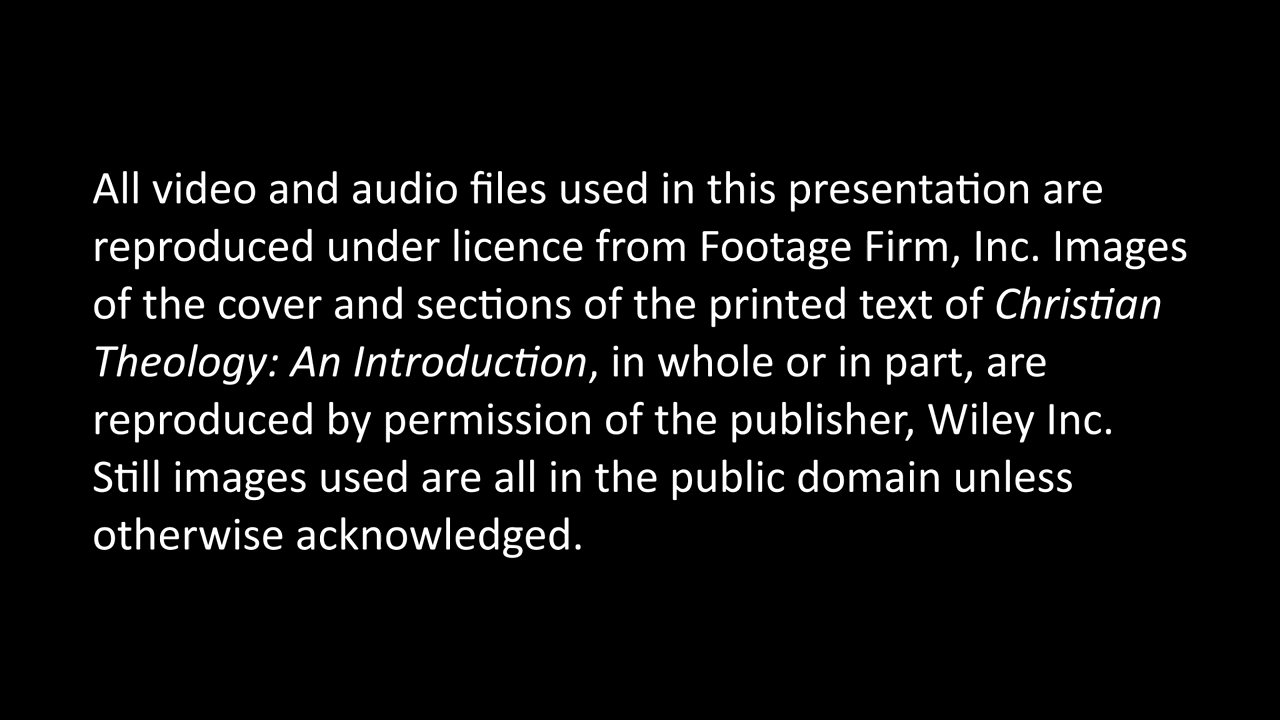 All video and audio files used in this presentation are
reproduced under licence from Footage Firm, Inc. Images
of the cover and sections of the printed text of Christian
Theology: An Introduction, in whole or in part, are
reproduced by permission of the publisher, Wiley Inc.
Still images used are all in the public domain unless
otherwise acknowledged.